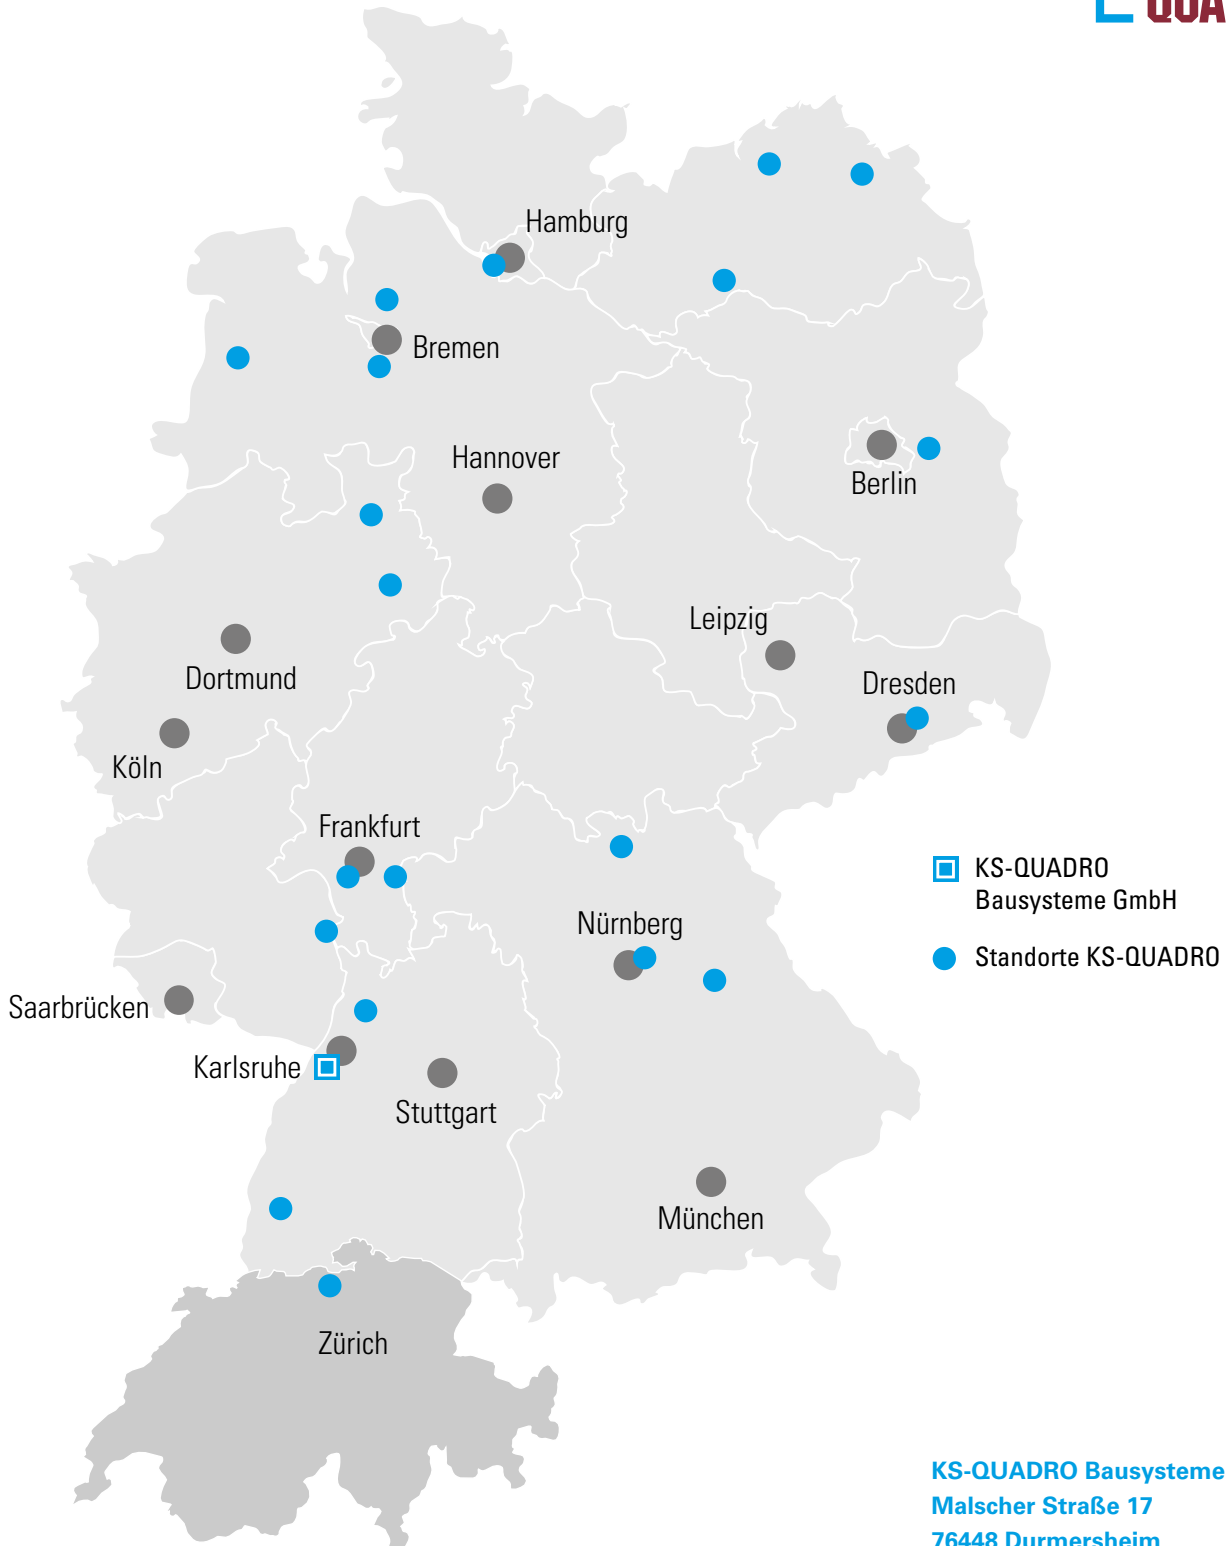 QUA
Hamburg
Bremen
Hannover
Berlin
Leipzig
Dortmund
Dresden
Köln
Frankfurt
KS-QUADRO
Bausysteme GmbH
Nürnberg
Standorte KS-QUADRO
Saarbrücken
Karlsruhe
Stuttgart
München
Zürich
KS-QUADRO Bausysteme
Malscher Straße 17
76448 Durmersheim